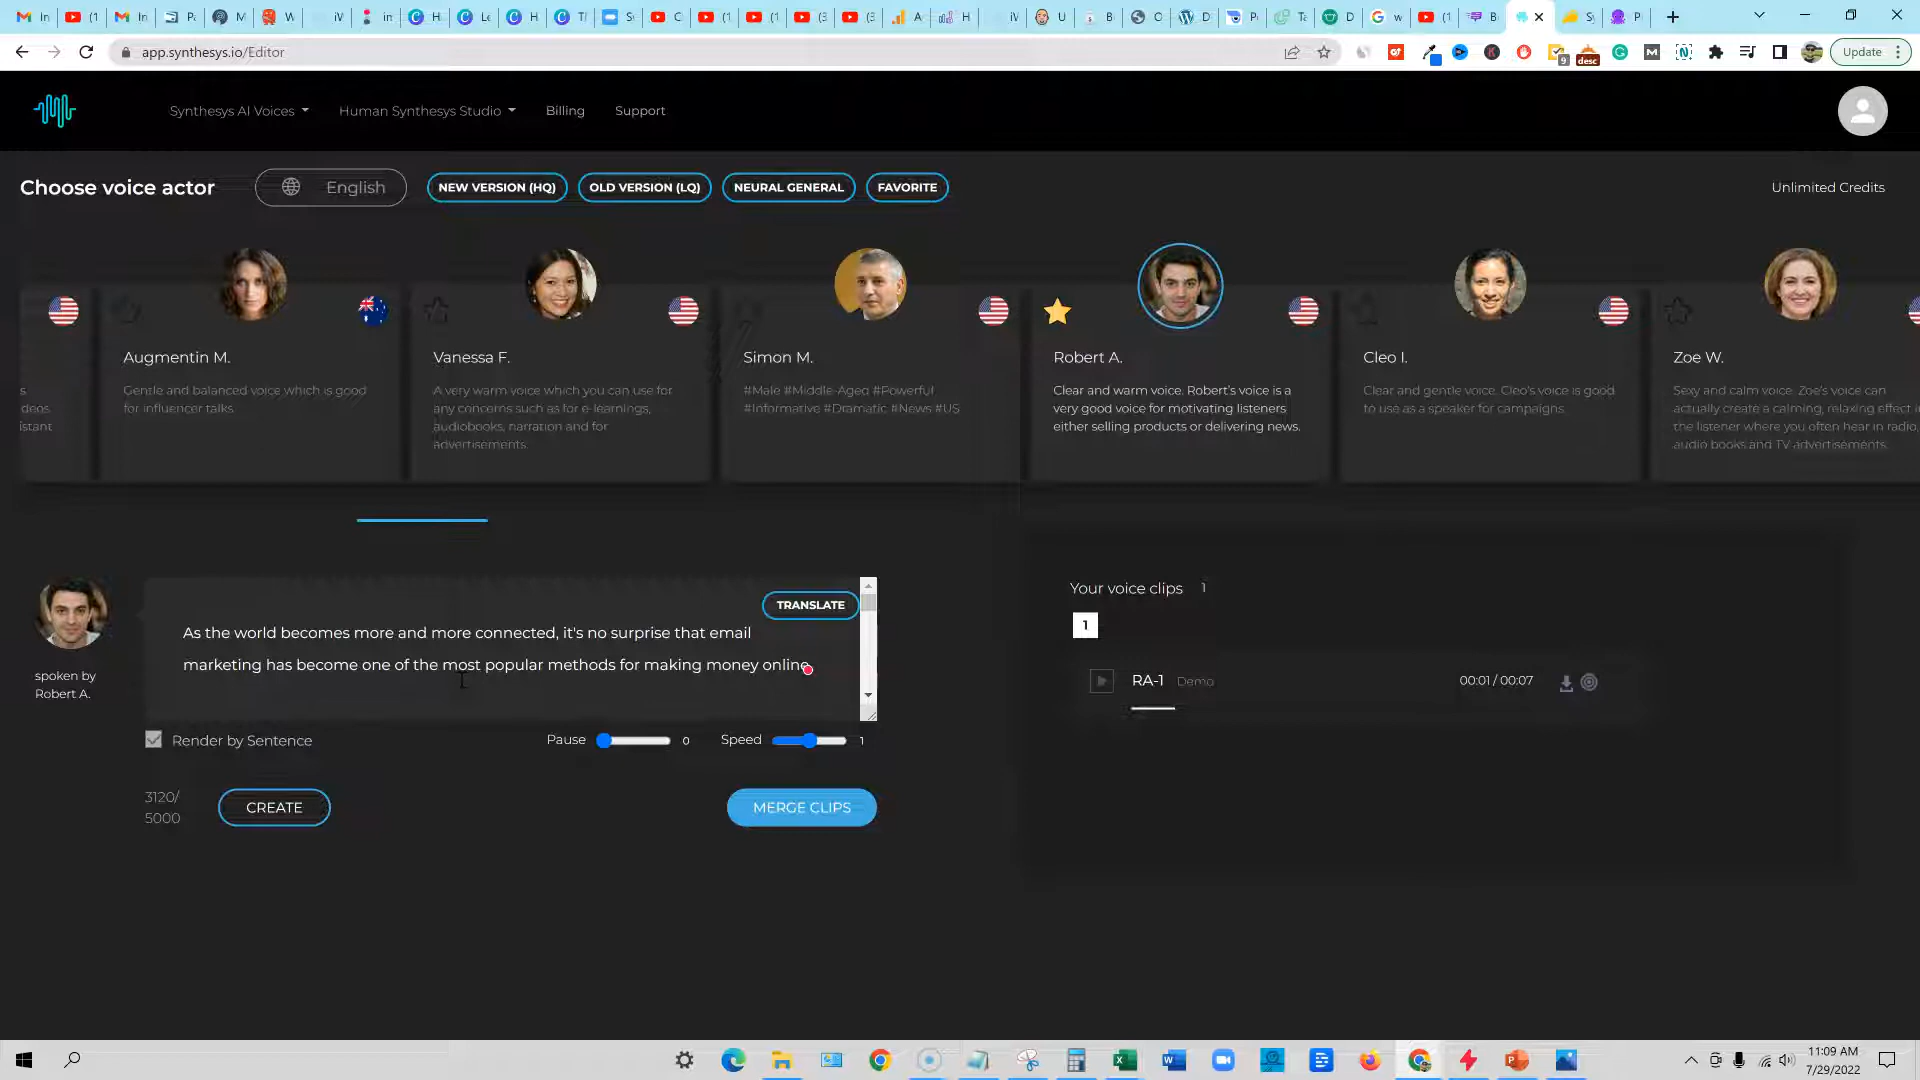 app.synthesys.io/Editor
Update
9
desc
Synthesys AI Voices
Human Synthesys Studio
Billing
Support
Choose voice actor
English
NEW VERSION (HQ)
OLD VERSION (LQ)
NEURAL GENERAL
FAVORITE
Unlimited Credits
Augmentin M.
Gentle and balanced voice which is good
for influencer talks.
Vanessa F.
A very warm voice which you can use for
any concerns such as for e-learnings,
audiobooks, narration and for
advertisements.
Simon M.
#Male #Middle-Aged #Powerful
#Informative #Dramatic #News #US
Robert A.
Clear and warm voice. Robert's voice is a
very good voice for motivating listeners
either selling products or delivering news.
Cleo I.
Clear and gentle voice. Cleo's voice is good
to use as a speaker for campaigns.
Zoe W.
Sexy and calm voice. Zoe's voice can
actually create a calming, relaxing effect i
the listener where you often hear in radio,
audio books and TV advertisements.
spoken by
Robert A.
TRANSLATE
As the world becomes more and more connected, it's no surprise that email
marketing has become one of the most popular methods for making money online.
Render by Sentence
Pause
0
Speed
1
3120/
5000
CREATE
MERGE CLIPS
Your voice clips 1
1
RA-1 Demo
00:01 / 00:07
11:09 AM
7/29/2022